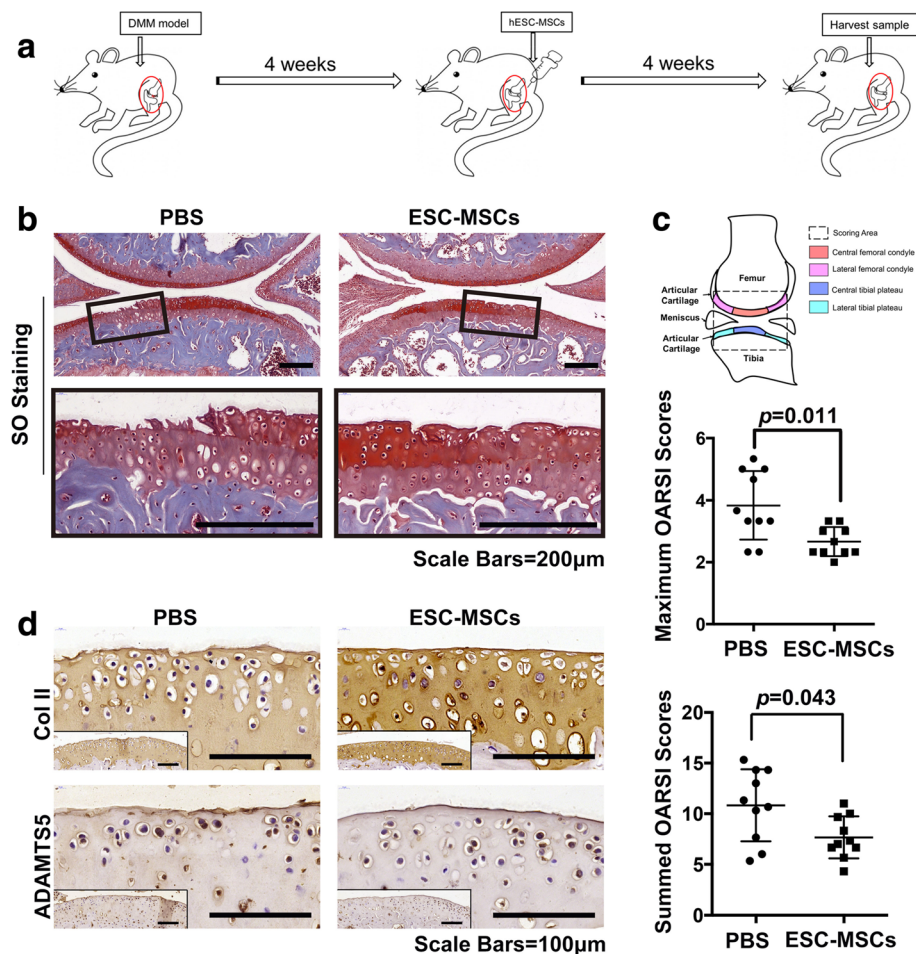 a
DMM model
4 weeks
hESC-MSCs
4 weeks
Harvest sample
b
PBS
ESC-MSCs
SO Staining
Scale Bars=200μm
c
Femur
Articular
Cartilage
Meniscus
Articular
Cartilage
Tibia
Scoring Area
Central femoral condyle
Lateral femoral condyle
Central tibial plateau
Lateral tibial plateau
Maximum OARSI Scores
p=0.011
6
4
2
0
PBS
ESC-MSCs
d
PBS
ESC-MSCs
Col II
ADAMTS5
Scale Bars=100μm
Summed OARSI Scores
p=0.043
20
15
10
5
0
PBS
ESC-MSCs